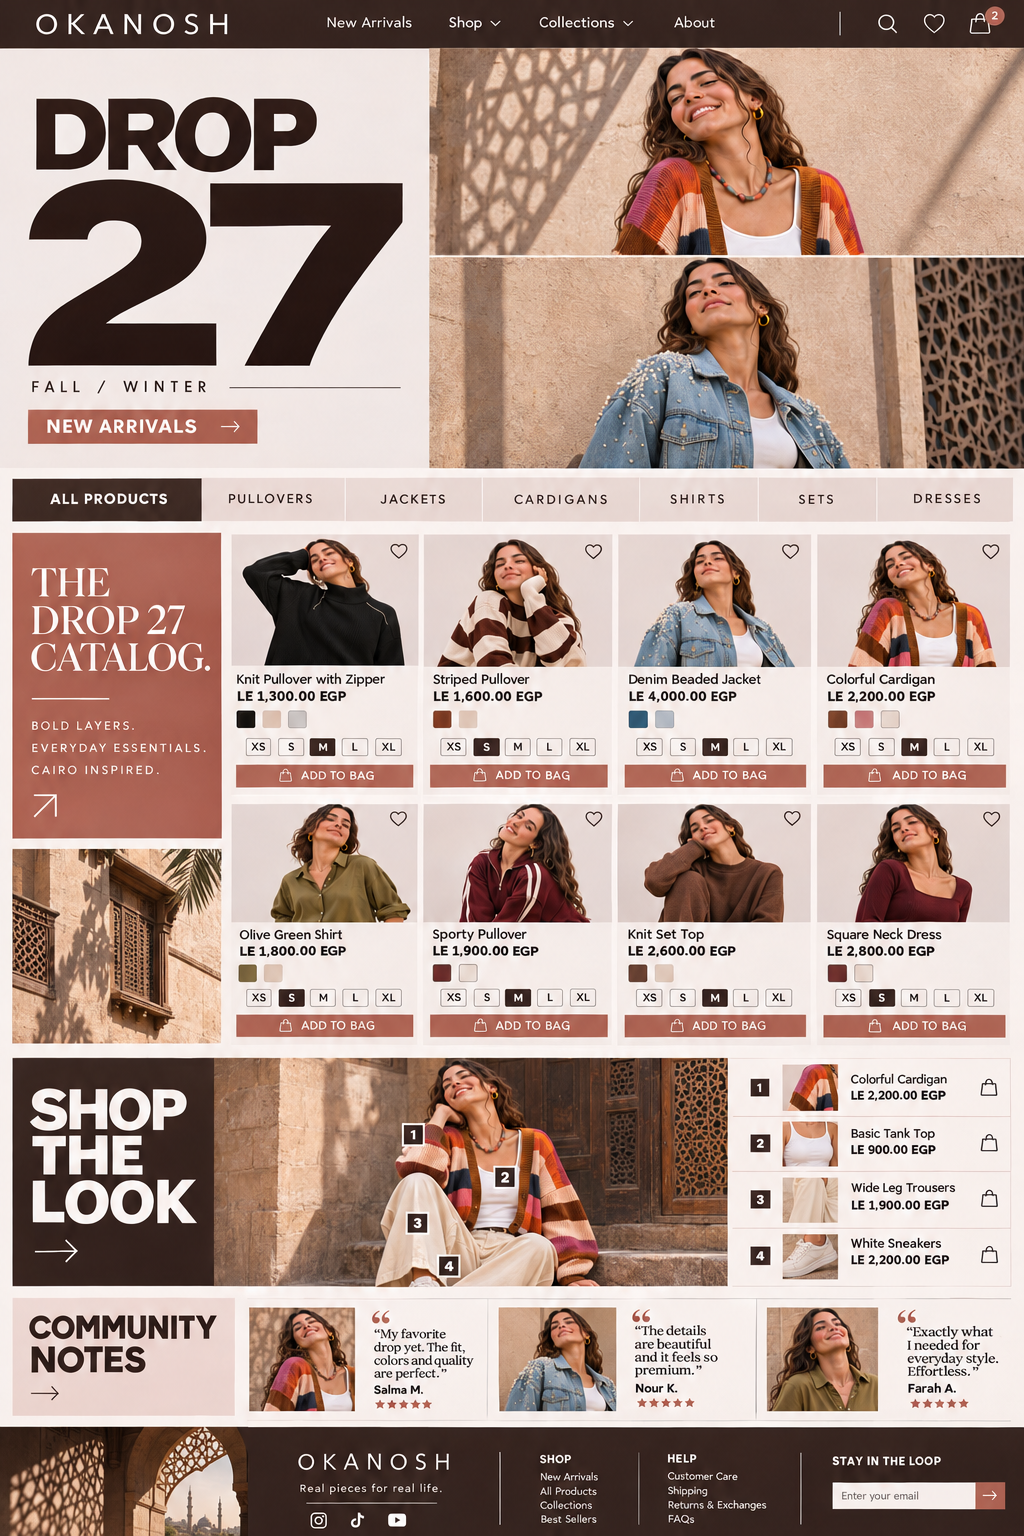 OKANOSH
New Arrivals
Shop
Collections
About
2
DROP
27
FALL / WINTER
NEW ARRIVALS
ALL PRODUCTS
PULLOVERS
JACKETS
CARDIGANS
SHIRTS
SETS
DRESSES
THE
DROP 27
CATALOG.
BOLD LAYERS.
EVERYDAY ESSENTIALS.
CAIRO INSPIRED.
Knit Pullover with Zipper
LE 1,300.00 EGP
XS S M L XL
ADD TO BAG
Striped Pullover
LE 1,600.00 EGP
XS S M L XL
ADD TO BAG
Denim Beaded Jacket
LE 4,000.00 EGP
XS S M L XL
ADD TO BAG
Colorful Cardigan
LE 2,200.00 EGP
XS S M L XL
ADD TO BAG
Olive Green Shirt
LE 1,800.00 EGP
XS S M L XL
ADD TO BAG
Sporty Pullover
LE 1,900.00 EGP
XS S M L XL
ADD TO BAG
Knit Set Top
LE 2,600.00 EGP
XS S M L XL
ADD TO BAG
Square Neck Dress
LE 2,800.00 EGP
XS S M L XL
ADD TO BAG
SHOP
THE
LOOK
1
2
3
4
1
Colorful Cardigan
LE 2,200.00 EGP
2
Basic Tank Top
LE 900.00 EGP
3
Wide Leg Trousers
LE 1,900.00 EGP
4
White Sneakers
LE 2,200.00 EGP
COMMUNITY
NOTES
“
“My favorite
drop yet. The fit,
colors and quality
are perfect.”
Salma M.
“
“The details
are beautiful
and it feels so
premium.”
Nour K.
“
“Exactly what
I needed for
everyday style.
Effortless.”
Farah A.
OKANOSH
Real pieces for real life.
SHOP
New Arrivals
All Products
Collections
Best Sellers
HELP
Customer Care
Shipping
Returns & Exchanges
FAQs
STAY IN THE LOOP
Enter your email